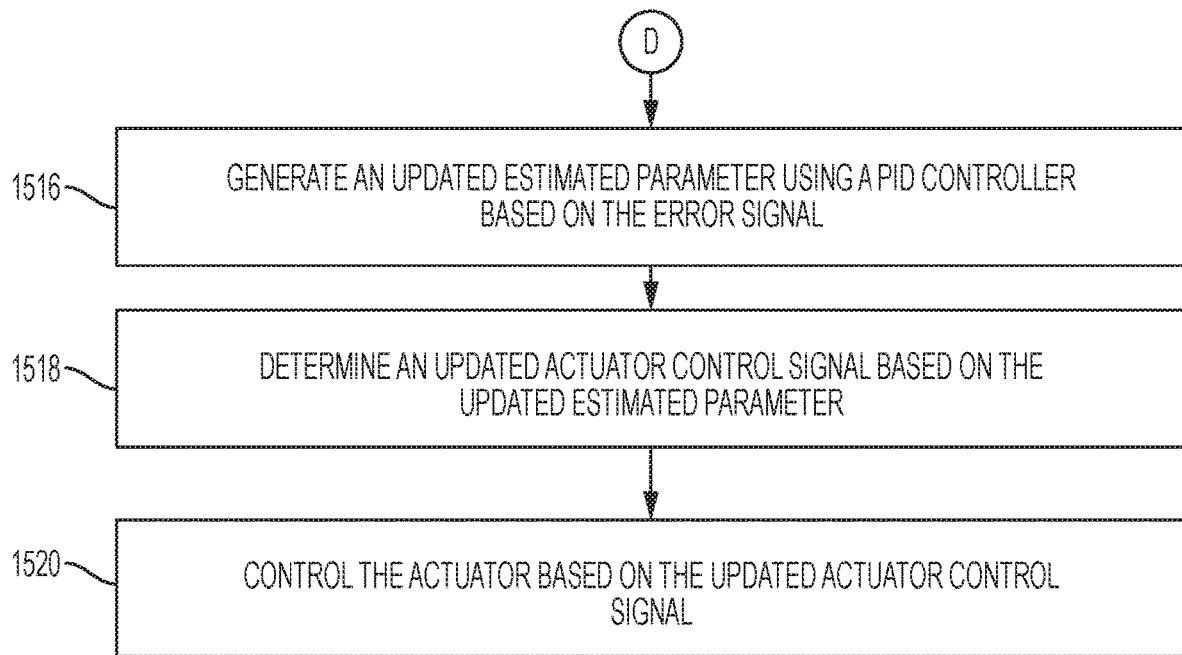 D
1516
GENERATE AN UPDATED ESTIMATED PARAMETER USING A PID CONTROLLER
BASED ON THE ERROR SIGNAL
1518
DETERMINE AN UPDATED ACTUATOR CONTROL SIGNAL BASED ON THE
UPDATED ESTIMATED PARAMETER
1520
CONTROL THE ACTUATOR BASED ON THE UPDATED ACTUATOR CONTROL
SIGNAL